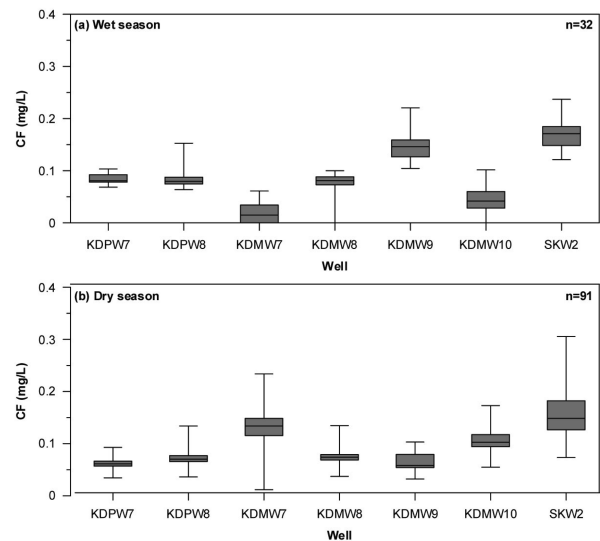 0.4
(a) Wet season n=32
0.3
0.2
0.1
0
CF (mg/L)
KDPW7 KDPW8 KDMW7 KDMW8 KDMW9 KDMW10 SKW2
Well
0.4
(b) Dry season n=91
0.3
0.2
0.1
0
CF (mg/L)
KDPW7 KDPW8 KDMW7 KDMW8 KDMW9 KDMW10 SKW2
Well